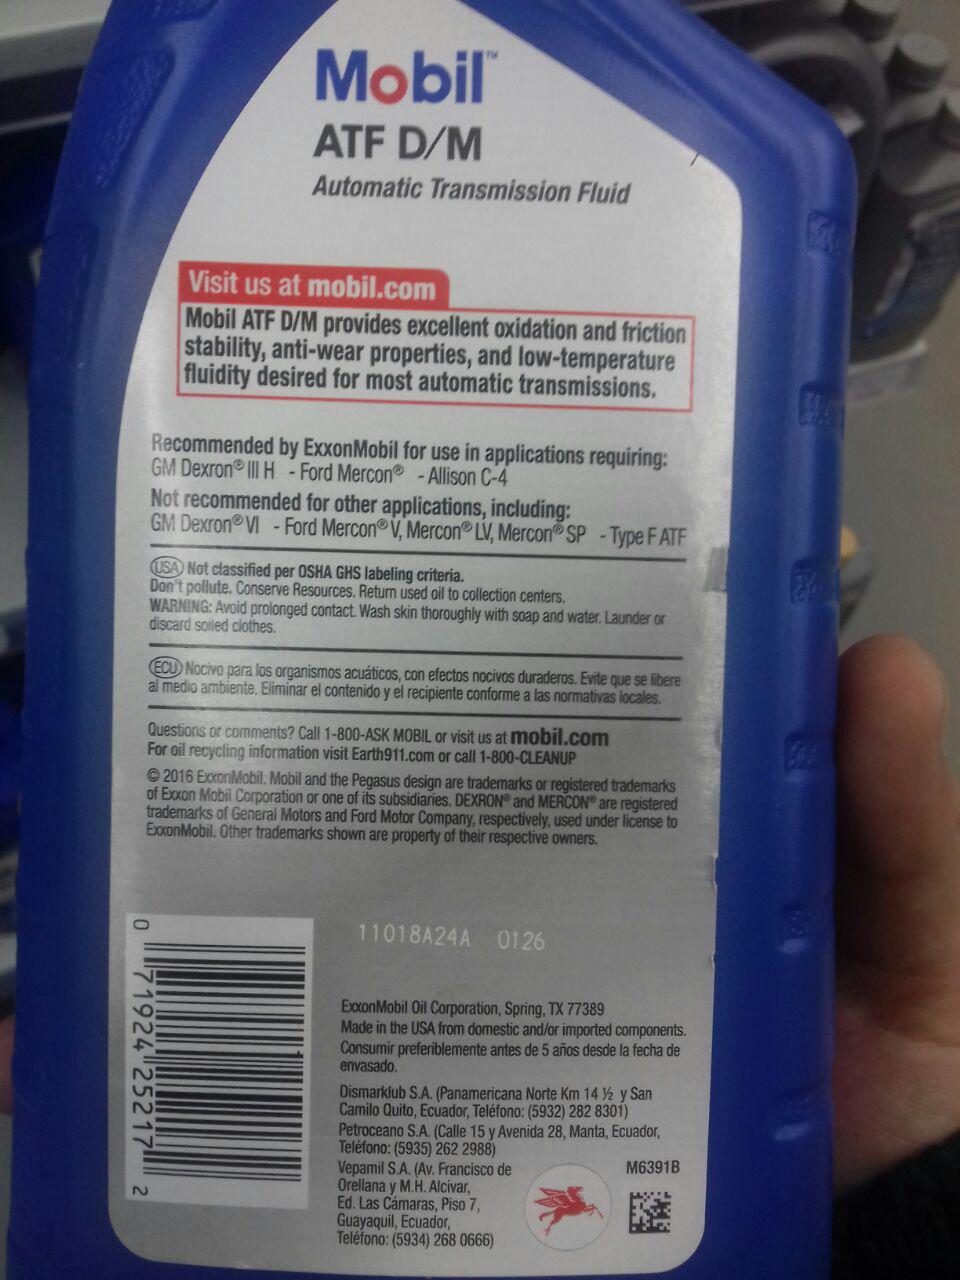 Mobil™
ATF D/M
Automatic Transmission Fluid
Visit us at mobil.com
Mobil ATF D/M provides excellent oxidation and friction
stability, anti-wear properties, and low-temperature
fluidity desired for most automatic transmissions.
Recommended by ExxonMobil for use in applications requiring:
GM Dexron® III H - Ford Mercon® - Allison C-4
Not recommended for other applications, including:
GM Dexron® VI - Ford Mercon® V, Mercon® LV, Mercon® SP - Type F ATF
USA Not classified per OSHA GHS labeling criteria.
Don't pollute. Conserve Resources. Return used oil to collection centers.
WARNING: Avoid prolonged contact. Wash skin thoroughly with soap and water. Launder or
discard soiled clothes.
ECU Nocivo para los organismos acuáticos, con efectos nocivos duraderos. Evite que se libere
al medio ambiente. Eliminar el contenido y el recipiente conforme a las normativas locales.
Questions or comments? Call 1-800-ASK MOBIL or visit us at mobil.com
For oil recycling information visit Earth911.com or call 1-800-CLEANUP
© 2016 ExxonMobil. Mobil and the Pegasus design are trademarks or registered trademarks
of Exxon Mobil Corporation or one of its subsidiaries. DEXRON® and MERCON® are registered
trademarks of General Motors and Ford Motor Company, respectively, used under license to
ExxonMobil. Other trademarks shown are property of their respective owners.
11018A24A 0126
0 71924 25217 2
ExxonMobil Oil Corporation, Spring, TX 77389
Made in the USA from domestic and/or imported components.
Consumir preferiblemente antes de 5 años desde la fecha de
envasado.
Dismarklub S.A. (Panamericana Norte Km 14 ½ y San
Camilo Quito, Ecuador, Teléfono: (5932) 282 8301)
Petroceano S.A. (Calle 15 y Avenida 28, Manta, Ecuador,
Teléfono: (5935) 262 2988)
Vepamil S.A. (Av. Francisco de
Orellana y M.H. Alcivar,
Ed. Las Cámaras, Piso 7,
Guayaquil, Ecuador,
Teléfono: (5934) 268 0666)
M6391B